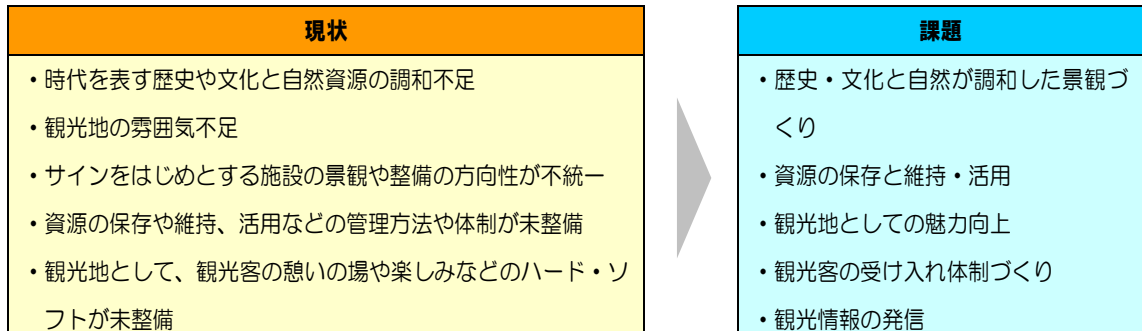 現状
・時代を表す歴史や文化と自然資源の調和不足
・観光地の雰囲気不足
・サインをはじめとする施設の景観や整備の方向性が不統一
・資源の保存や維持、活用などの管理方法や体制が未整備
・観光地として、観光客の憩いの場や楽しみなどのハード・ソ
フトが未整備
課題
・歴史・文化と自然が調和した景観づ
くり
・資源の保存と維持・活用
・観光地としての魅力向上
・観光客の受け入れ体制づくり
・観光情報の発信